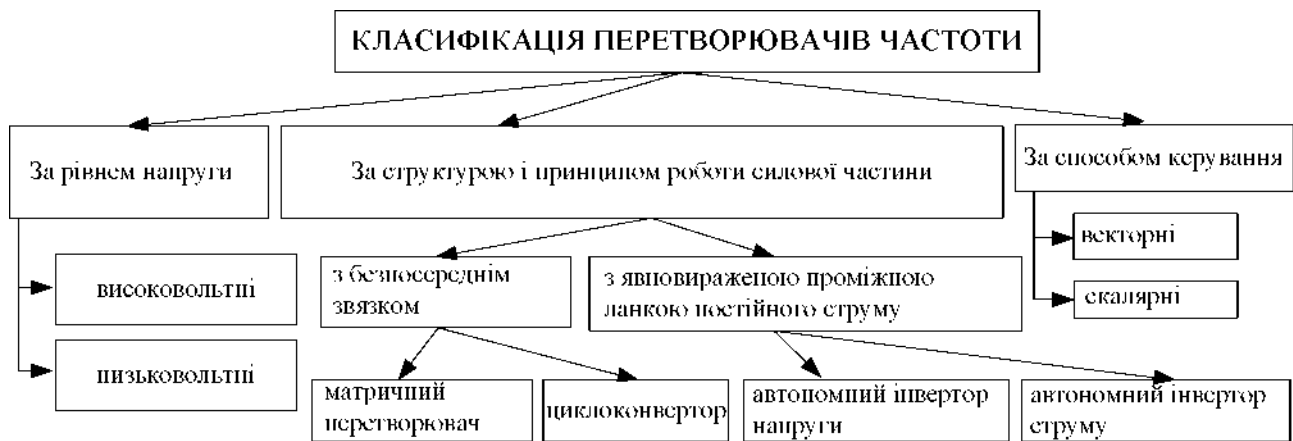 КЛАСИФІКАЦІЯ ПЕРЕТВОРЮВАЧІВ ЧАСТОТИ
За рівнем напруги
За структурою і принципом роботи силової частини
За способом керування
векторні
скалярні
високовольтні
низьковольтні
з безпосереднім
звязком
з явновираженою проміжною
ланкою постійного струму
матричний
перетворювач
циклоконвертор
автономний інвертор
напруги
автономний інвертор
струму